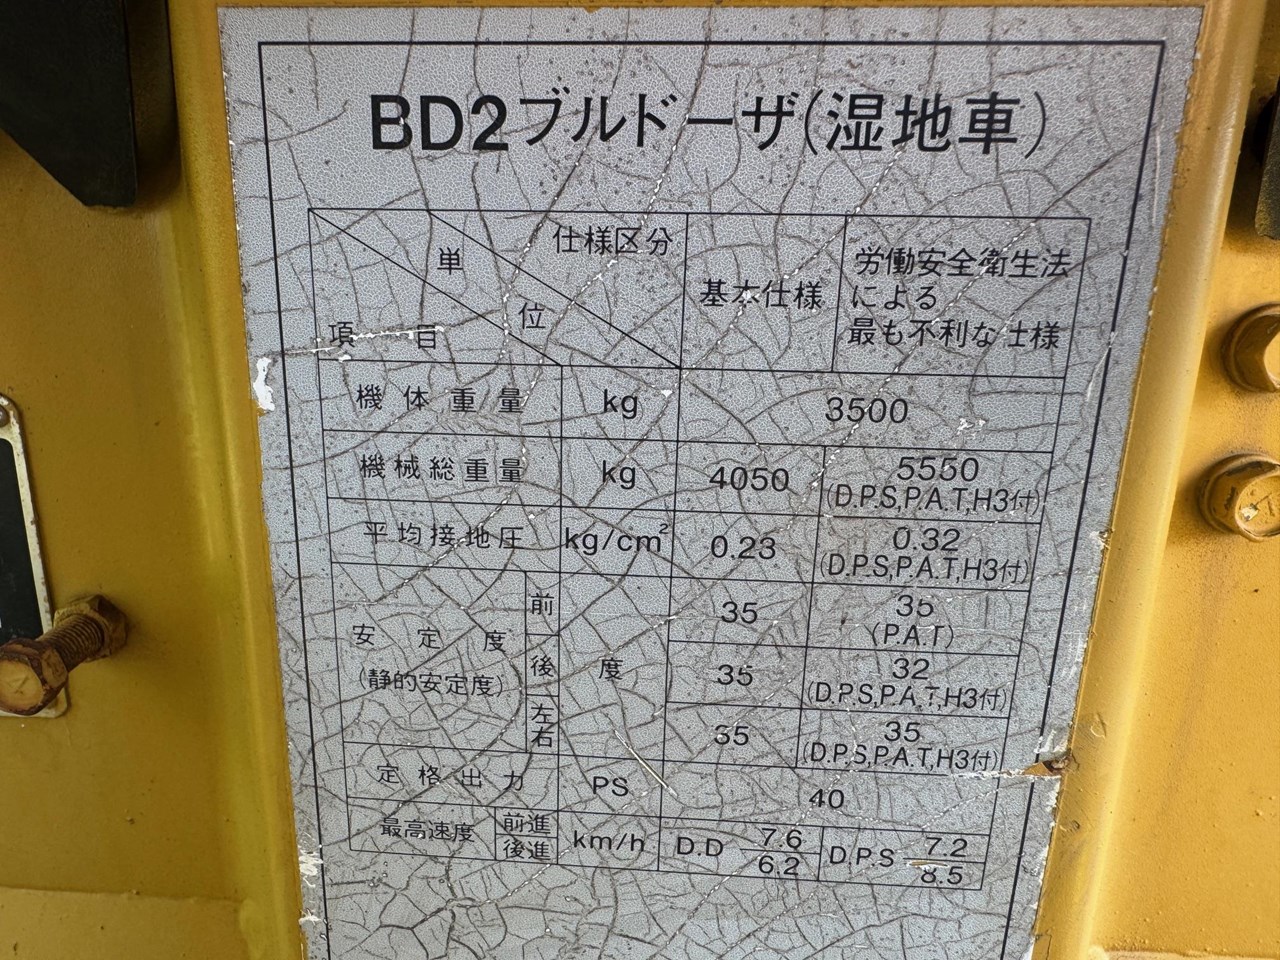 BD2ブルドーザ(湿地車)
単位
仕様区分
項目
基本仕様
労働安全衛生法
による
最も不利な仕様
機体重量 kg 3500
機械総重量 kg 4050 5550
(D.P.S,P.A.T,H3付)
平均接地圧 kg/cm² 0.23 0.32
(D.P.S,P.A.T,H3付)
安定度
(静的安定度)
度
前 35 35
(P.A.T)
後 35 32
(D.P.S,P.A.T,H3付)
左右 35 35
(D.P.S,P.A.T,H3付)
定格出力 PS 40
最高速度 km/h D.D D.P.S
前進 7.6 7.2
後進 6.2 8.5